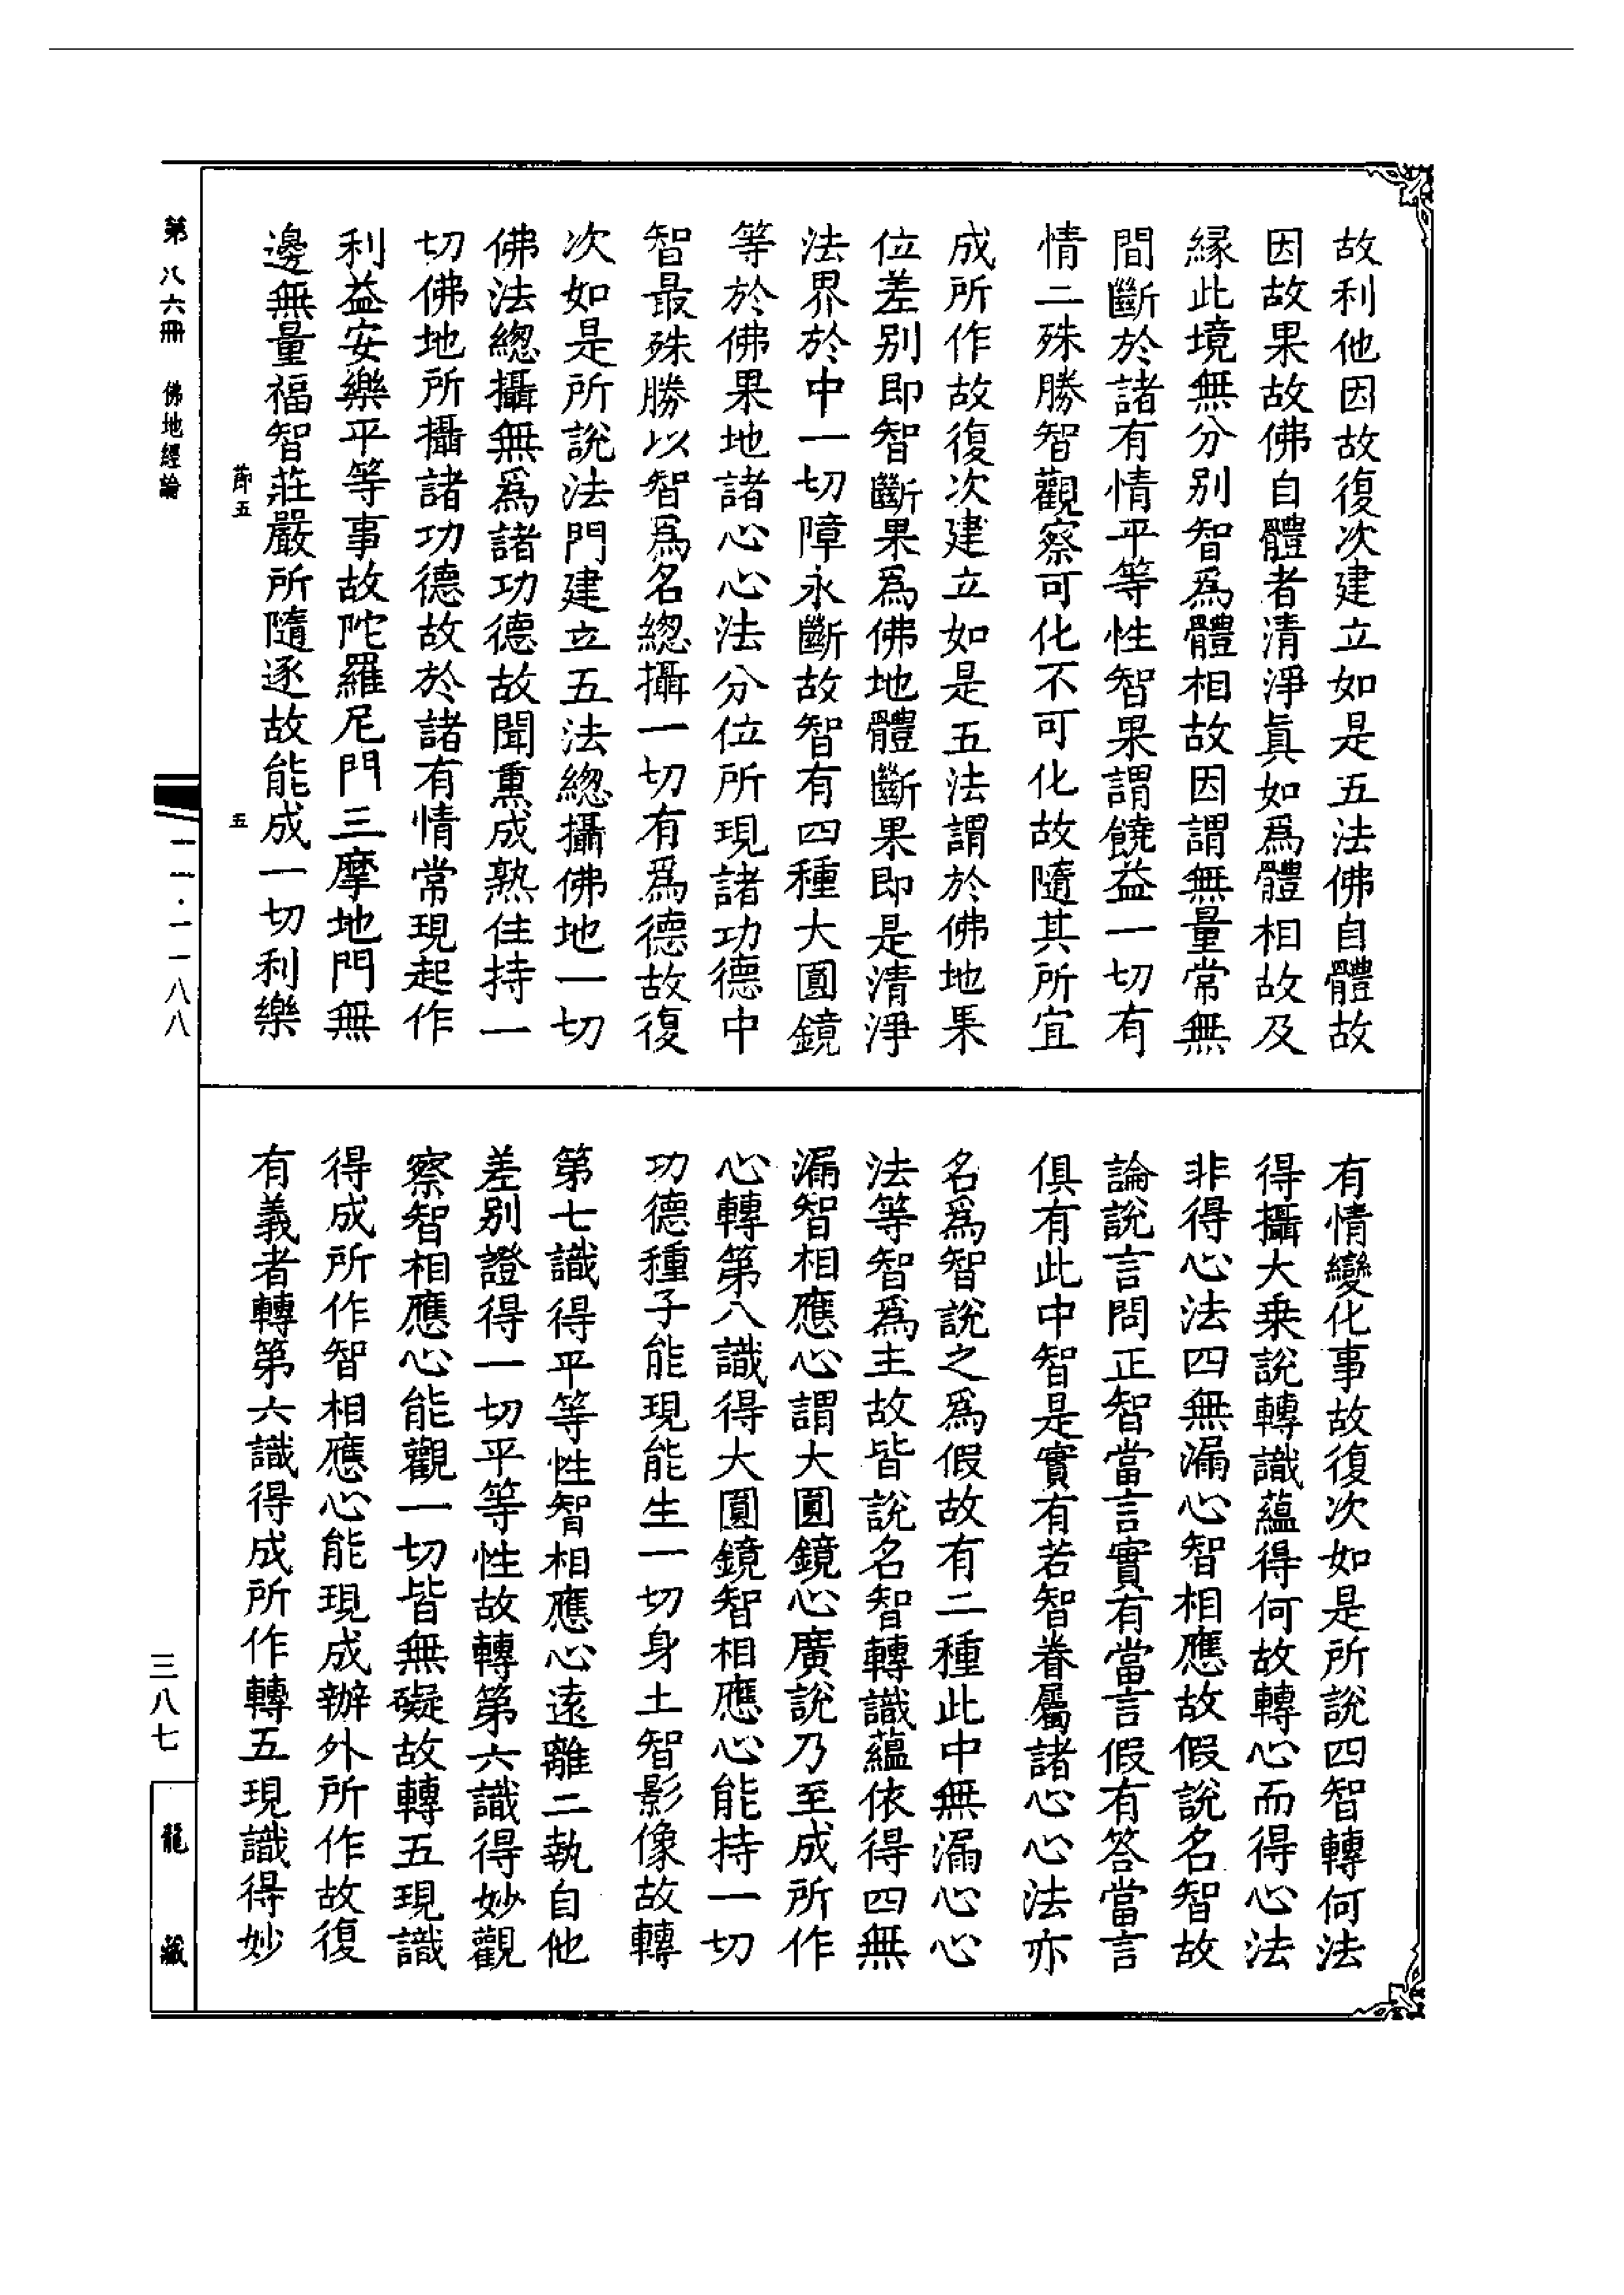 故利他因故復次建立如是五法佛自體故
因故果故佛自體者清淨眞如爲體相故及
縁此境無分别智爲體相故因謂無量常無
間斷於諸有情平等性智果謂饒益一切有
情二殊勝智觀察可化不可化故隨其所宜
成所作故復次建立如是五法謂於佛地果
位差别即智斷果爲佛地體斷果即是清淨
法界於中一切障永斷故智有四種大圓鏡
等於佛果地諸心心法分位所現諸功德中
智最殊勝以智爲名總攝一切有爲德故復
次如是所說法門建立五法總攝佛地一切
佛法總攝無爲諸功德故聞熏成熟住持一
切佛地所攝諸功德故於諸有情常現起作
利益安樂平等事故陀羅尼門三摩地門無
邊無量福智莊嚴所隨逐故能成一切利樂
有情變化事故復次如是所說四智轉何法
得攝大乗說轉識蘊得何故轉心而得心法
非得心法四無漏心智相應故假說名智故
論說言問正智當言實有當言假有答當言
俱有此中智是實有若智眷屬諸心心法亦
名爲智說之爲假故有二種此中無漏心心
法等智爲主故皆說名智轉識蘊依得四無
漏智相應心謂大圓鏡心廣說乃至成所作
心轉第八識得大圓鏡智相應心能持一切
功德種子能現能生一切身土智影像故轉
第七識得平等性智相應心遠離二執自他
差别證得一切平等性故轉第六識得妙觀
察智相應心能觀一切皆無礙故轉五現識
得成所作智相應心能現成辦外所作故復
有義者轉第六識得成所作轉五現識得妙
節五
五
第八六冊 佛地經論
一一一·一一八八
三八七
龍藏